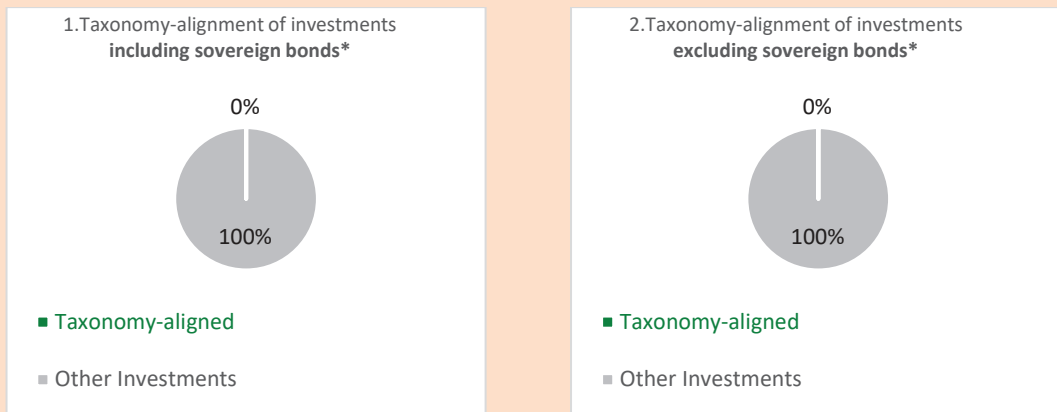 1.Taxonomy-alignment of investments
including sovereign bonds*
0%
100%
Taxonomy-aligned
Other Investments
2.Taxonomy-alignment of investments
excluding sovereign bonds*
0%
100%
Taxonomy-aligned
Other Investments